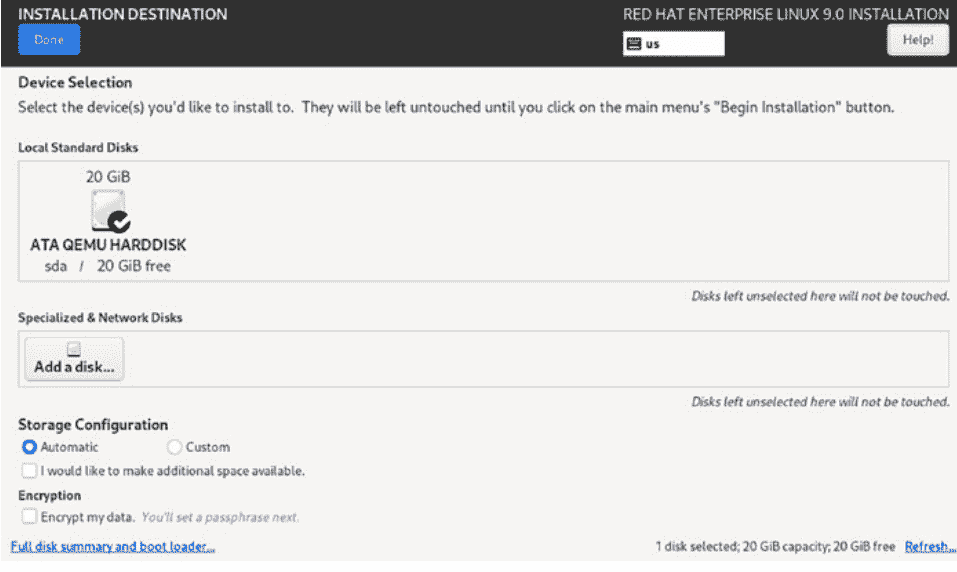 INSTALLATION DESTINATION
RED HAT ENTERPRISE LINUX 9.0 INSTALLATION
Done
us
Help!
Device Selection
Select the device(s) you'd like to install to. They will be left untouched until you click on the main menu's "Begin Installation" button.
Local Standard Disks
20 GiB
ATA QEMU HARDDISK
sda / 20 GiB free
Disks left unselected here will not be touched.
Specialized & Network Disks
Add a disk...
Disks left unselected here will not be touched.
Storage Configuration
Automatic Custom
I would like to make additional space available.
Encryption
Encrypt my data. You'll set a passphrase next.
Full disk summary and boot loader...
1 disk selected; 20 GiB capacity; 20 GiB free Refresh...